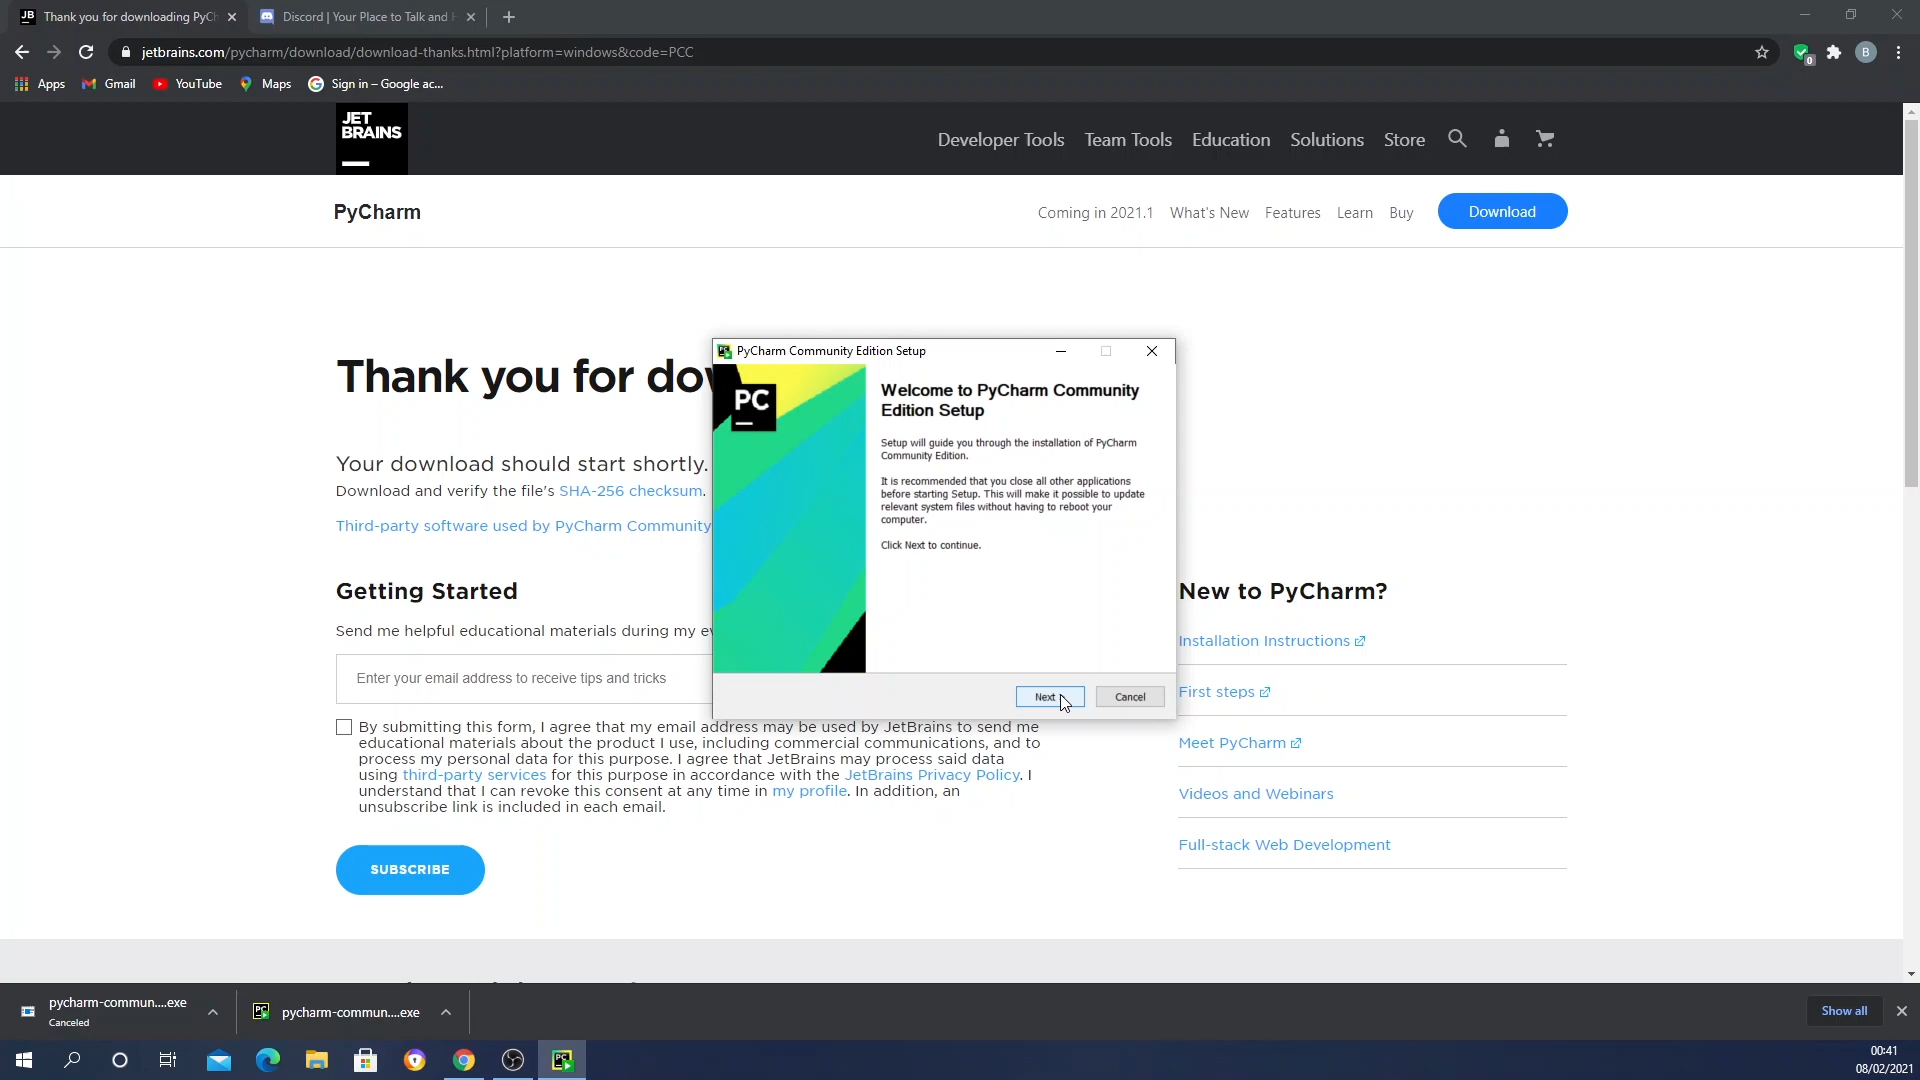 JB Thank you for downloading PyCh
Discord | Your Place to Talk and H
jetbrains.com/pycharm/download/download-thanks.html?platform=windows&code=PCC
0
B
Apps
Gmail
YouTube
Maps
Sign in – Google ac...
JET
BRAINS
Developer Tools
Team Tools
Education
Solutions
Store
PyCharm
Coming in 2021.1
What's New
Features
Learn
Buy
Download
Thank you for dow
Your download should start shortly.
Download and verify the file's SHA-256 checksum.
Third-party software used by PyCharm Community
Getting Started
Send me helpful educational materials during my ev
Enter your email address to receive tips and tricks
By submitting this form, I agree that my email address may be used by JetBrains to send me
educational materials about the product I use, including commercial communications, and to
process my personal data for this purpose. I agree that JetBrains may process said data
using third-party services for this purpose in accordance with the JetBrains Privacy Policy. I
understand that I can revoke this consent at any time in my profile. In addition, an
unsubscribe link is included in each email.
SUBSCRIBE
PyCharm Community Edition Setup
PC
Welcome to PyCharm Community
Edition Setup
Setup will guide you through the installation of PyCharm
Community Edition.
It is recommended that you close all other applications
before starting Setup. This will make it possible to update
relevant system files without having to reboot your
computer.
Click Next to continue.
Next
Cancel
New to PyCharm?
Installation Instructions
First steps
Meet PyCharm
Videos and Webinars
Full-stack Web Development
pycharm-commun....exe
Canceled
PC
pycharm-commun....exe
Show all
PC
00:41
08/02/2021